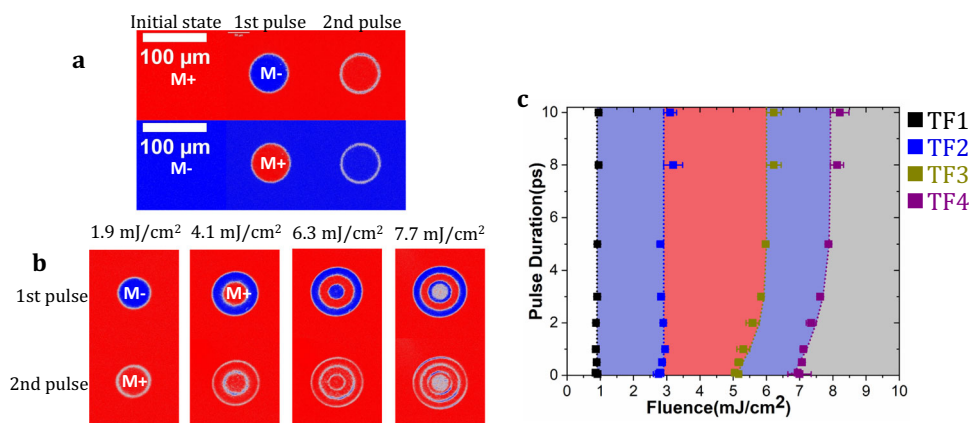 Initial state 1st pulse 2nd pulse
a
100 µm
M+
M-
100 µm
M-
M+
1.9 mJ/cm² 4.1 mJ/cm² 6.3 mJ/cm² 7.7 mJ/cm²
b
1st pulse
M-
M+
2nd pulse
M+
c
Pulse Duration(ps)
10
8
6
4
2
0
0 1 2 3 4 5 6 7 8 9 10
Fluence(mJ/cm²)
TF1
TF2
TF3
TF4